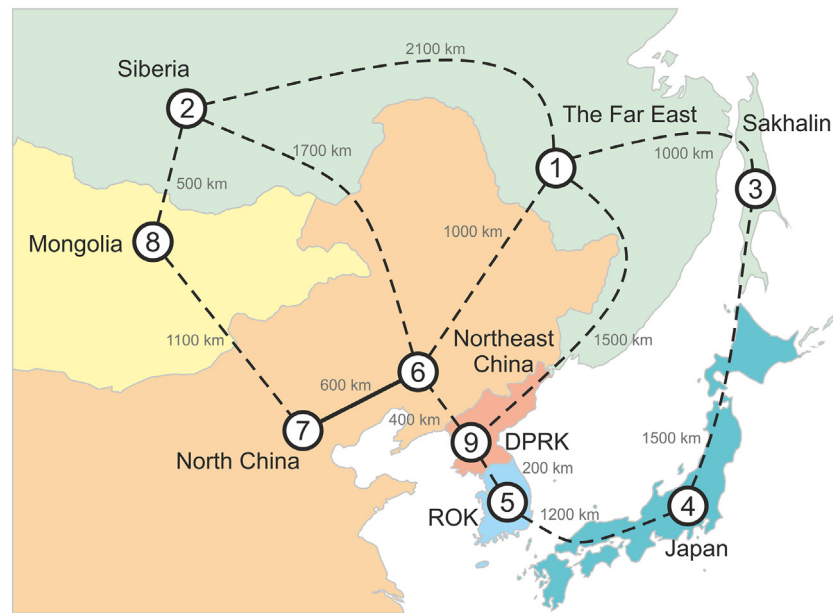 2100 km
Siberia
2
The Far East
Sakhalin
1700 km
1000 km
1
500 km
3
Mongolia
8
1000 km
1100 km
1500 km
Northeast
China
6
600 km
400 km
7
9
DPRK
1500 km
North China
200 km
5
4
ROK
1200 km
Japan